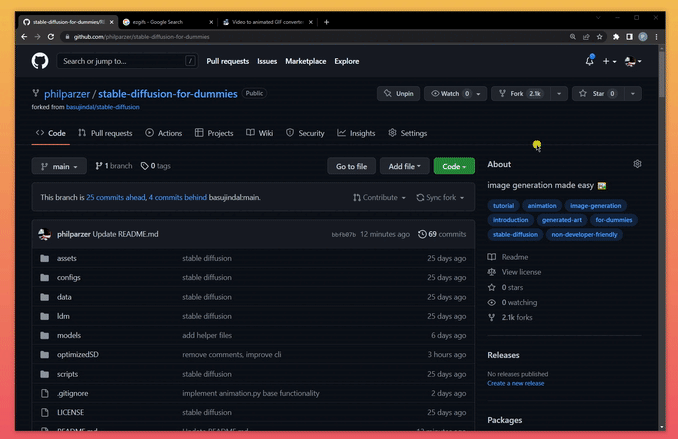 stable-diffusion-for-dummies/RE
ezgifs - Google Search
Video to animated GIF converter
github.com/philparzer/stable-diffusion-for-dummies
Search or jump to... /
Pull requests Issues Marketplace Explore
philparzer / stable-diffusion-for-dummies Public
forked from basujindal/stable-diffusion
Unpin Watch 0 Fork 2.1k Star 0
Code Pull requests Actions Projects Wiki Security Insights Settings
main 1 branch 0 tags Go to file Add file Code
This branch is 25 commits ahead, 4 commits behind basujindal:main. Contribute Sync fork
philparzer Update README.md 12 minutes ago 69 commits
assets stable diffusion 25 days ago
configs stable diffusion 25 days ago
data stable diffusion 25 days ago
ldm stable diffusion 25 days ago
models add helper files 6 days ago
optimizedSD remove comments, improve cli 3 hours ago
scripts stable diffusion 25 days ago
.gitignore implement animation.py base functionality 2 days ago
LICENSE stable diffusion 25 days ago
README.md Update README.md 12 minutes ago
About
image generation made easy
tutorial animation image-generation
introduction generated-art for-dummies
stable-diffusion non-developer-friendly
Readme
View license
0 stars
0 watching
2.1k forks
Releases
No releases published
Create a new release
Packages